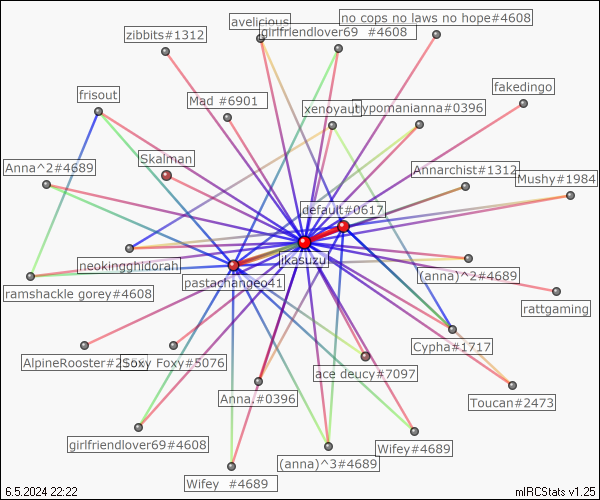 avelicious
no cops no laws no hope#4608
girlfriendlover69 #4608
zibbits#1312
fakedingo
frisout
Mad #6901
xenoyaut
ypomanianna#0396
Skalman
Anna^2#4689
Annarchist#1312
Mushy#1984
default#0617
jkasuzu
neokingghidorah
(anna)^2#4689
pastachangeo41
ramshackle gorey#4608
rattgaming
Cypha#1717
AlpineRooster#2
Foxy#5076
ace deucy#7097
Anna.#0396
Toucan#2473
girlfriendlover69#4608
Wifey#4689
(anna)^3#4689
Wifey #4689
6.5.2024 22:22
mIRCStats v1.25